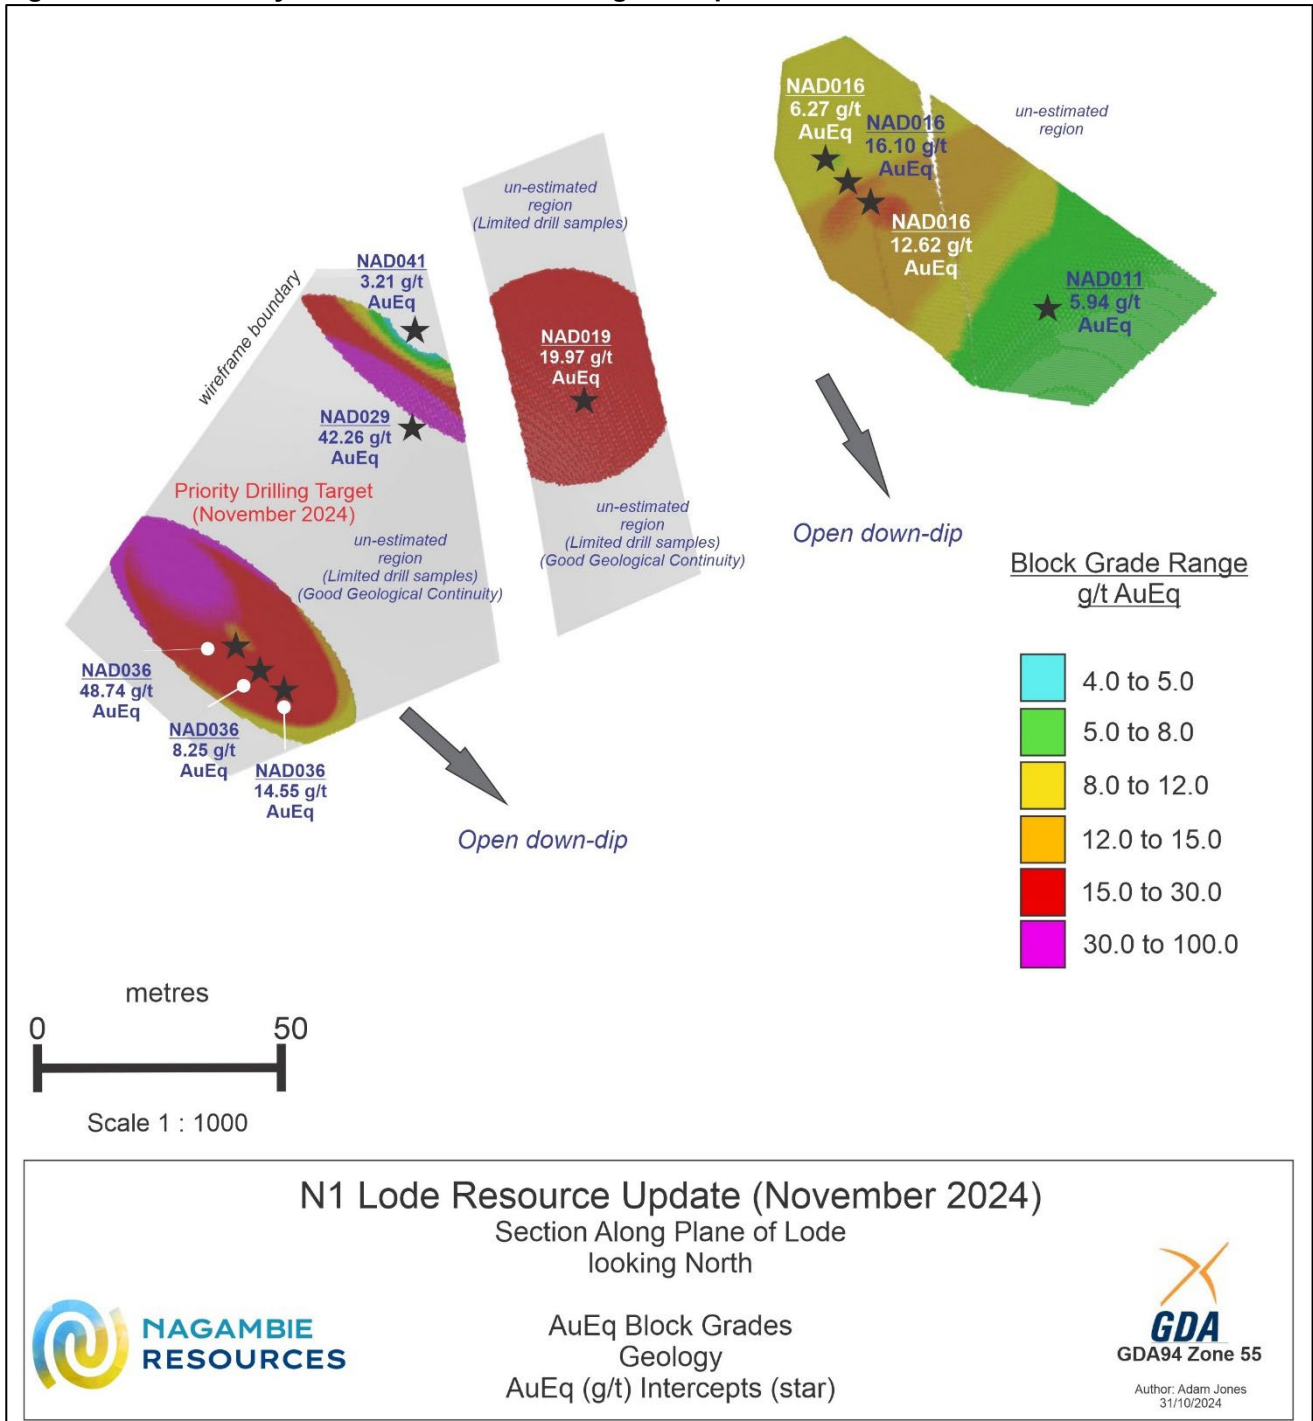 NAD016
6.27 g/t
AuEq
NAD016
16.10 g/t
AuEq
NAD016
12.62 g/t
AuEq
un-estimated
region
NAD011
5.94 g/t
AuEq
un-estimated
region
(Limited drill samples)
NAD019
19.97 g/t
AuEq
un-estimated
region
(Limited drill samples)
(Good Geological Continuity)
wireframe boundary
NAD041
3.21 g/t
AuEq
NAD029
42.26 g/t
AuEq
Priority Drilling Target
(November 2024)
un-estimated
region
(Limited drill samples)
(Good Geological Continuity)
NAD036
48.74 g/t
AuEq
NAD036
8.25 g/t
AuEq
NAD036
14.55 g/t
AuEq
Open down-dip
Open down-dip
Block Grade Range
g/t AuEq
4.0 to 5.0
5.0 to 8.0
8.0 to 12.0
12.0 to 15.0
15.0 to 30.0
30.0 to 100.0
metres
0 50
Scale 1 : 1000
N1 Lode Resource Update (November 2024)
Section Along Plane of Lode
looking North
AuEq Block Grades
Geology
AuEq (g/t) Intercepts (star)
NAGAMBIE
RESOURCES
GDA
GDA94 Zone 55
Author: Adam Jones
31/10/2024